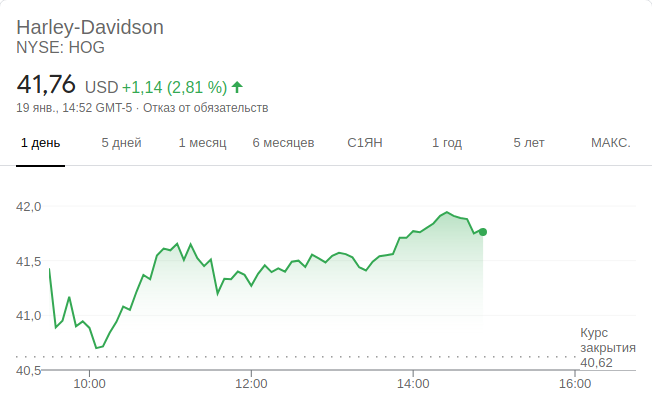 Harley-Davidson
NYSE: HOG
41,76 USD +1,14 (2,81 %)
19 янв., 14:52 GMT-5 · Отказ от обязательств
1 день 5 дней 1 месяц 6 месяцев С1ЯН 1 год 5 лет МАКС.
42,0
41,5
41,0
Курс
закрытия
40,62
40,5
10:00 12:00 14:00 16:00